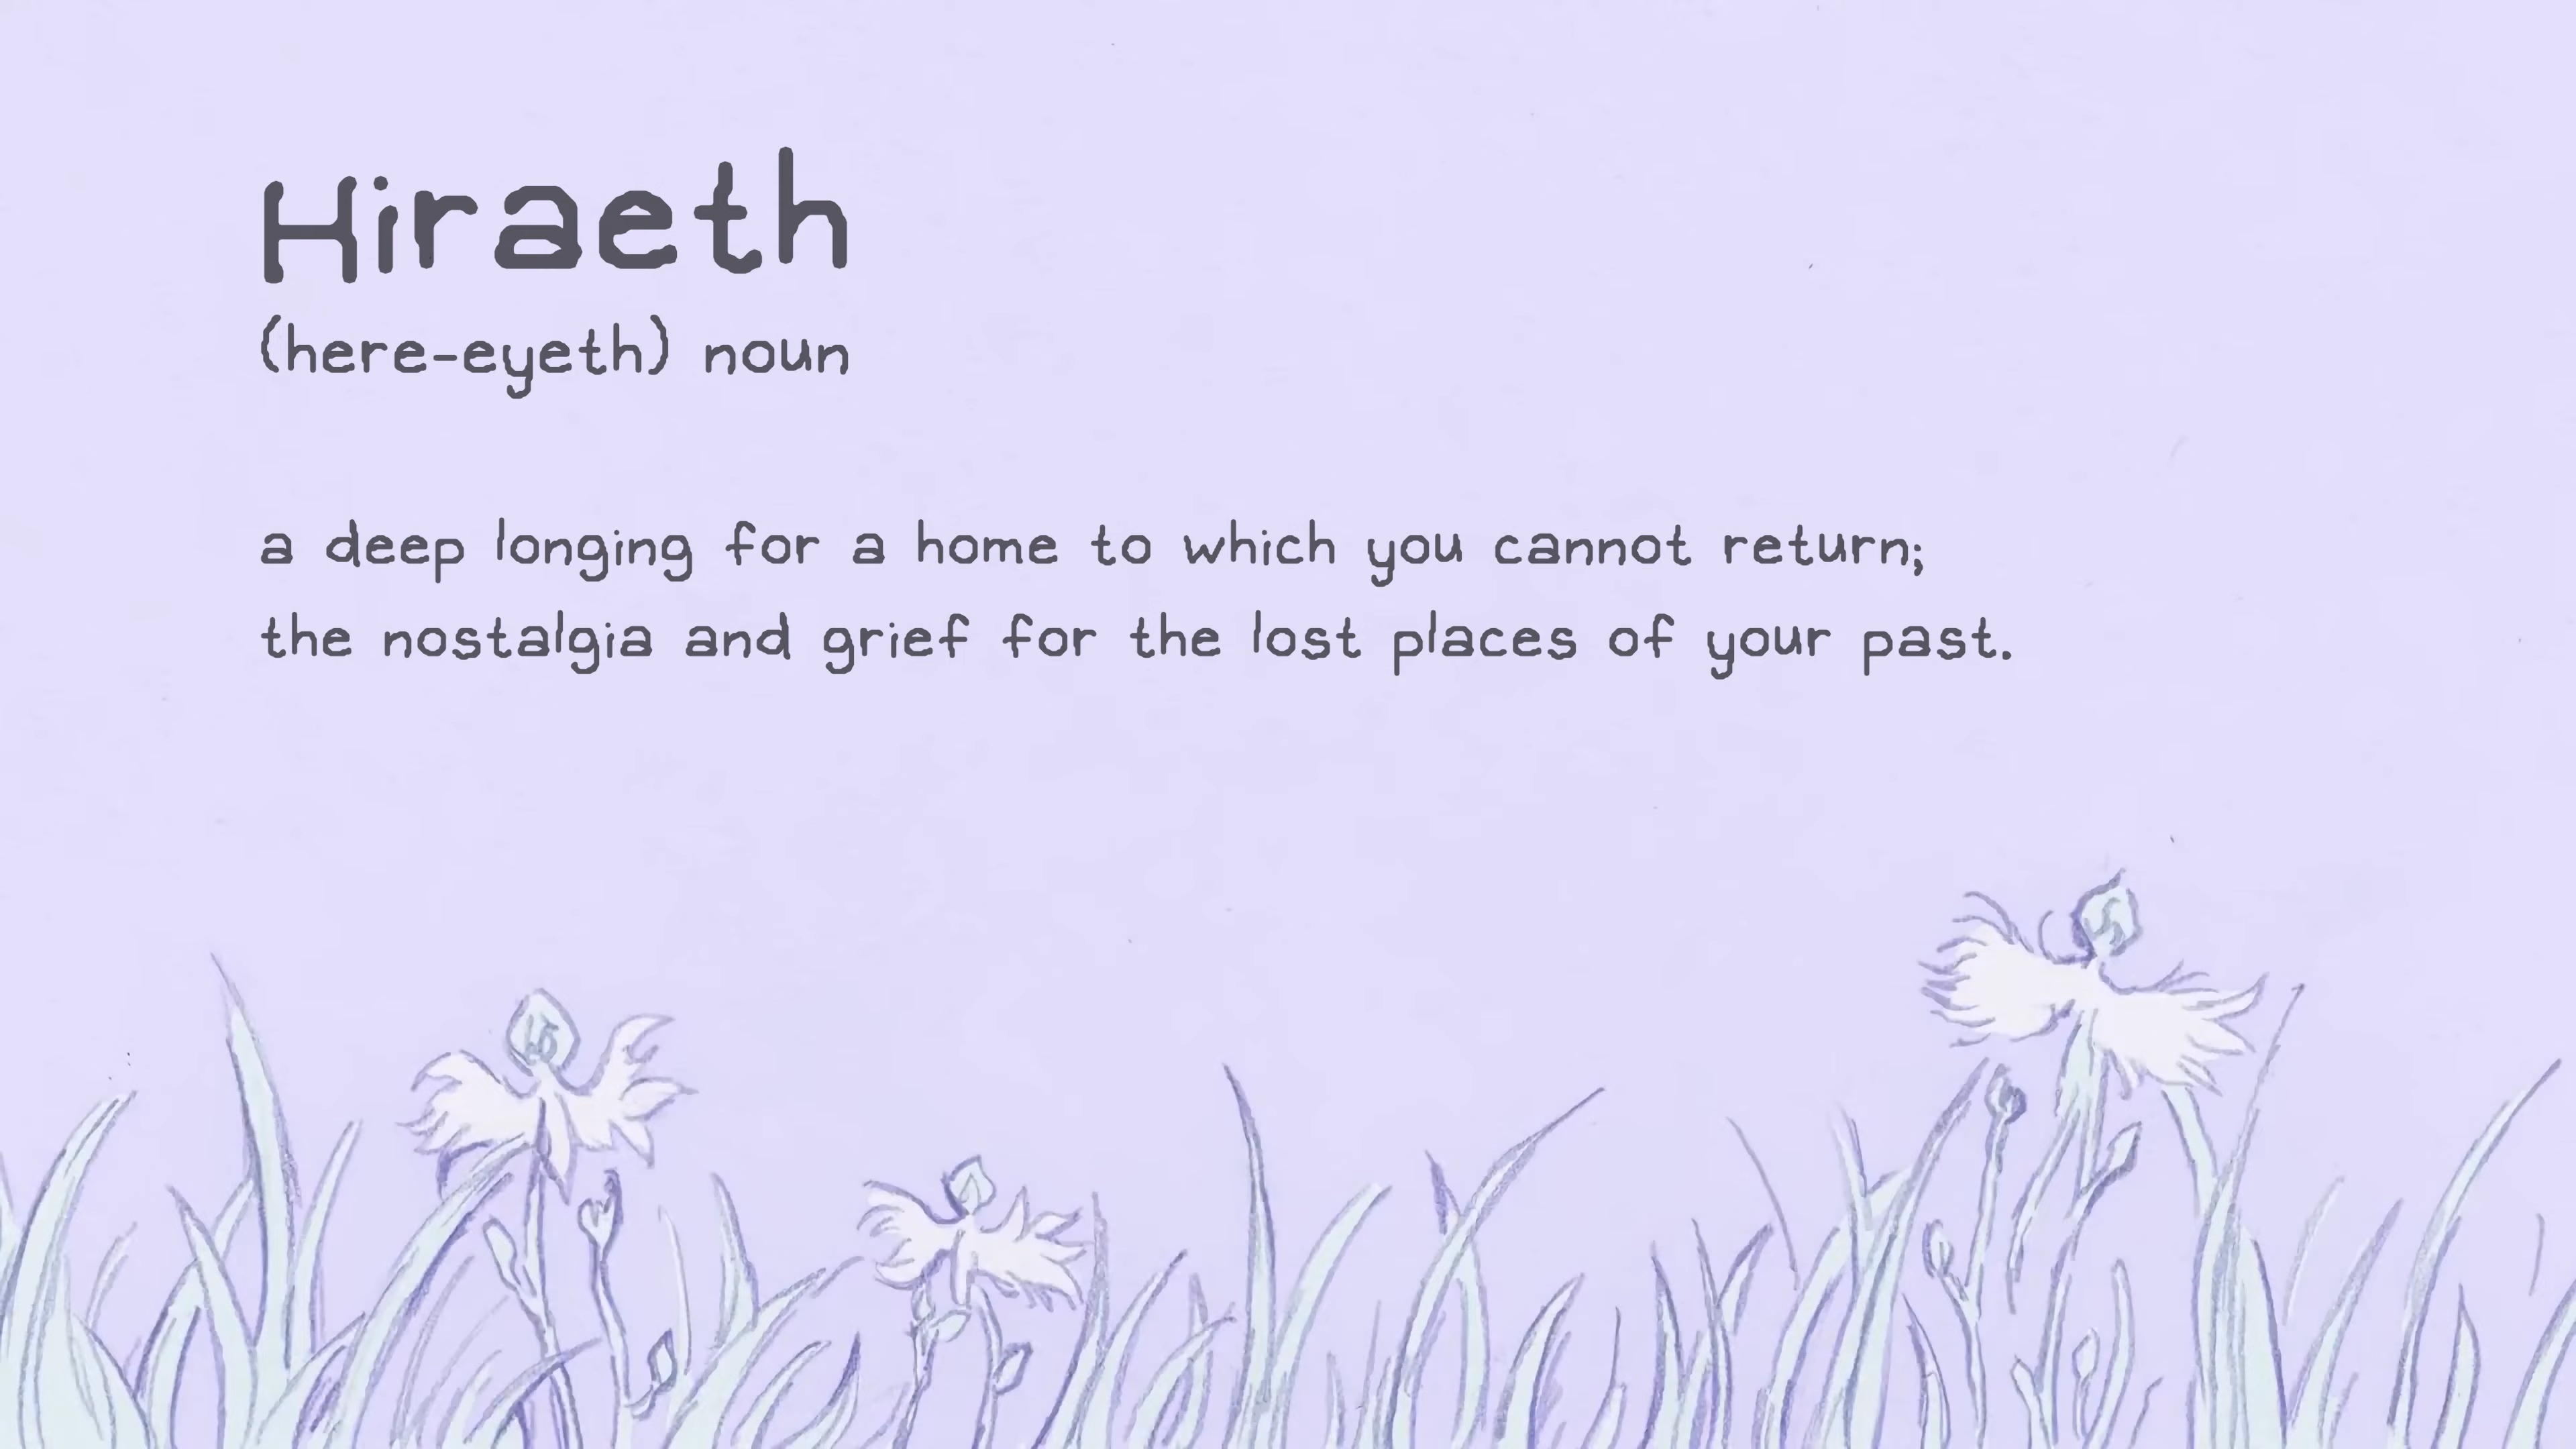 Hiraeth
(here-eyeth) noun
a deep longing for a home to which you cannot return;
the nostalgia and grief for the lost places of your past.